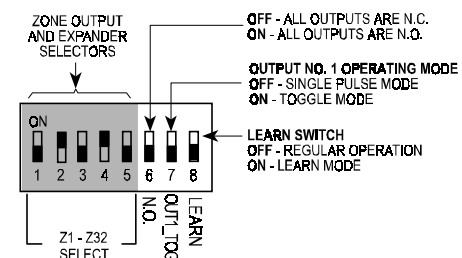 ZONE OUTPUT
AND EXPANDER
SELECTORS
OFF - ALL OUTPUTS ARE N.C.
ON - ALL OUTPUTS ARE N.O.
OUTPUT NO. 1 OPERATING MODE
OFF - SINGLE PULSE MODE
ON - TOGGLE MODE
LEARN SWITCH
OFF - REGULAR OPERATION
ON - LEARN MODE
ON
1 2 3 4 5 6 7 8
N.O.
OUT1_TOG
LEARN
Z1 - Z32
SELECT